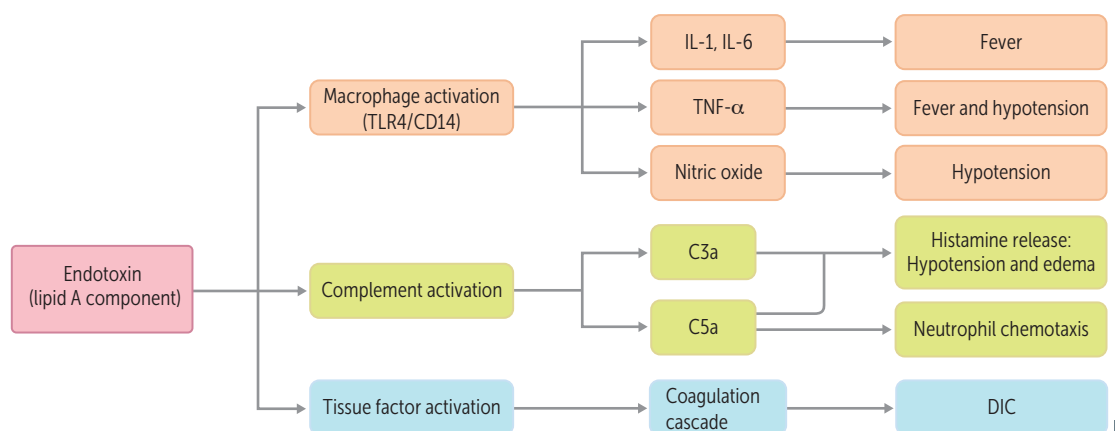 IL-1, IL-6
Fever
Macrophage activation
(TLR4/CD14)
TNF-α
Fever and hypotension
Nitric oxide
Hypotension
Endotoxin
(lipid A component)
Complement activation
C3a
Histamine release:
Hypotension and edema
C5a
Neutrophil chemotaxis
Tissue factor activation
Coagulation
cascade
DIC